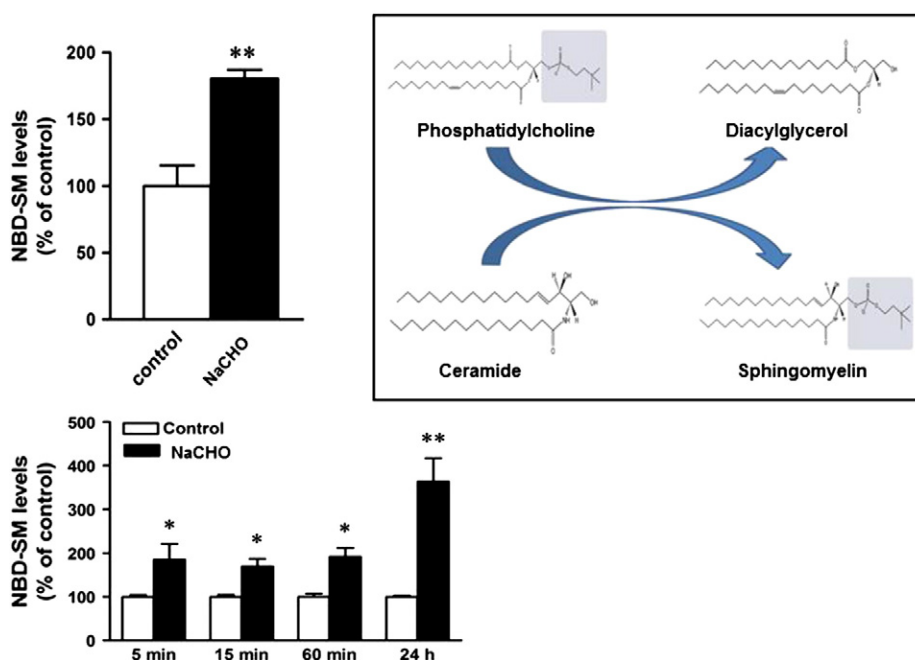 NBD-SM levels
(% of control)
200
150
100
50
0
control
NaCHO
**
Phosphatidylcholine
Diacylglycerol
Ceramide
Sphingomyelin
NBD-SM levels
(% of control)
500
400
300
200
100
0
Control
NaCHO
*
*
*
**
5 min
15 min
60 min
24 h